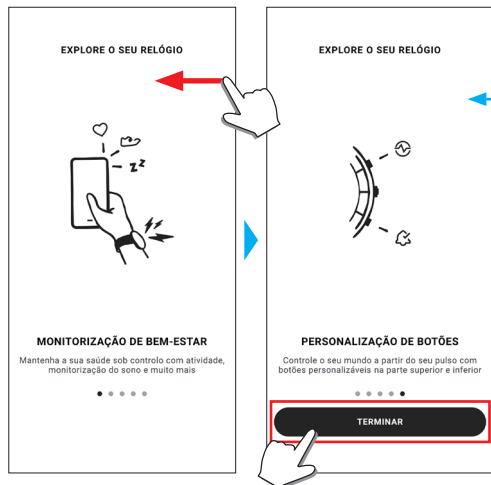 EXPLORE O SEU RELÓGIO
zz
MONITORIZAÇÃO DE BEM-ESTAR
Mantenha a sua saúde sob controlo com atividade,
monitorização do sono e muito mais
EXPLORE O SEU RELÓGIO
PERSONALIZAÇÃO DE BOTÕES
Controle o seu mundo a partir do seu pulso com
botões personalizáveis na parte superior e inferior
TERMINAR